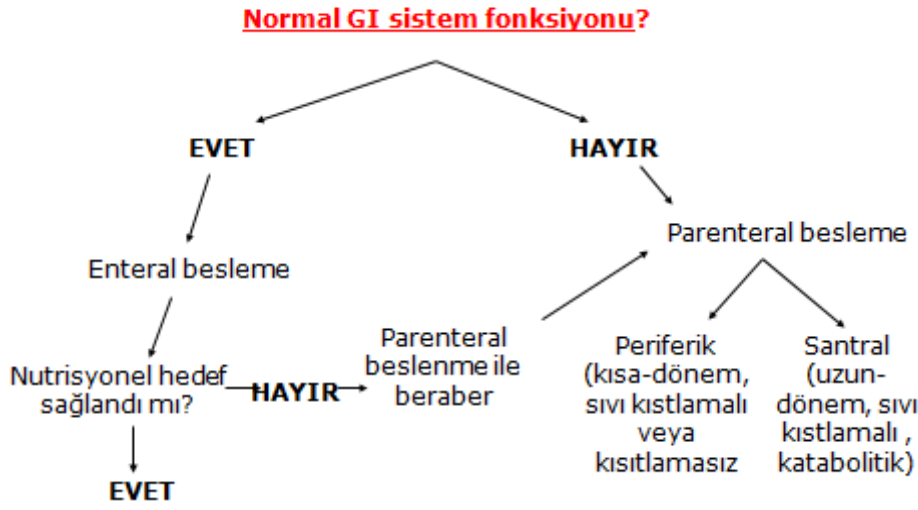 Normal GI sistem fonksiyonu?
EVET
HAYIR
Parenteral besleme
Enteral besleme
Nutrisyonel hedef
sağlandı mı?
HAYIR
Parenteral
beslenme ile
beraber
Periferik
(kısa-dönem,
sıvı kıstlamalı
veya
kısıtlamasız
Santral
(uzun-
dönem, sıvı
kıstlamalı ,
katabolitik)
EVET